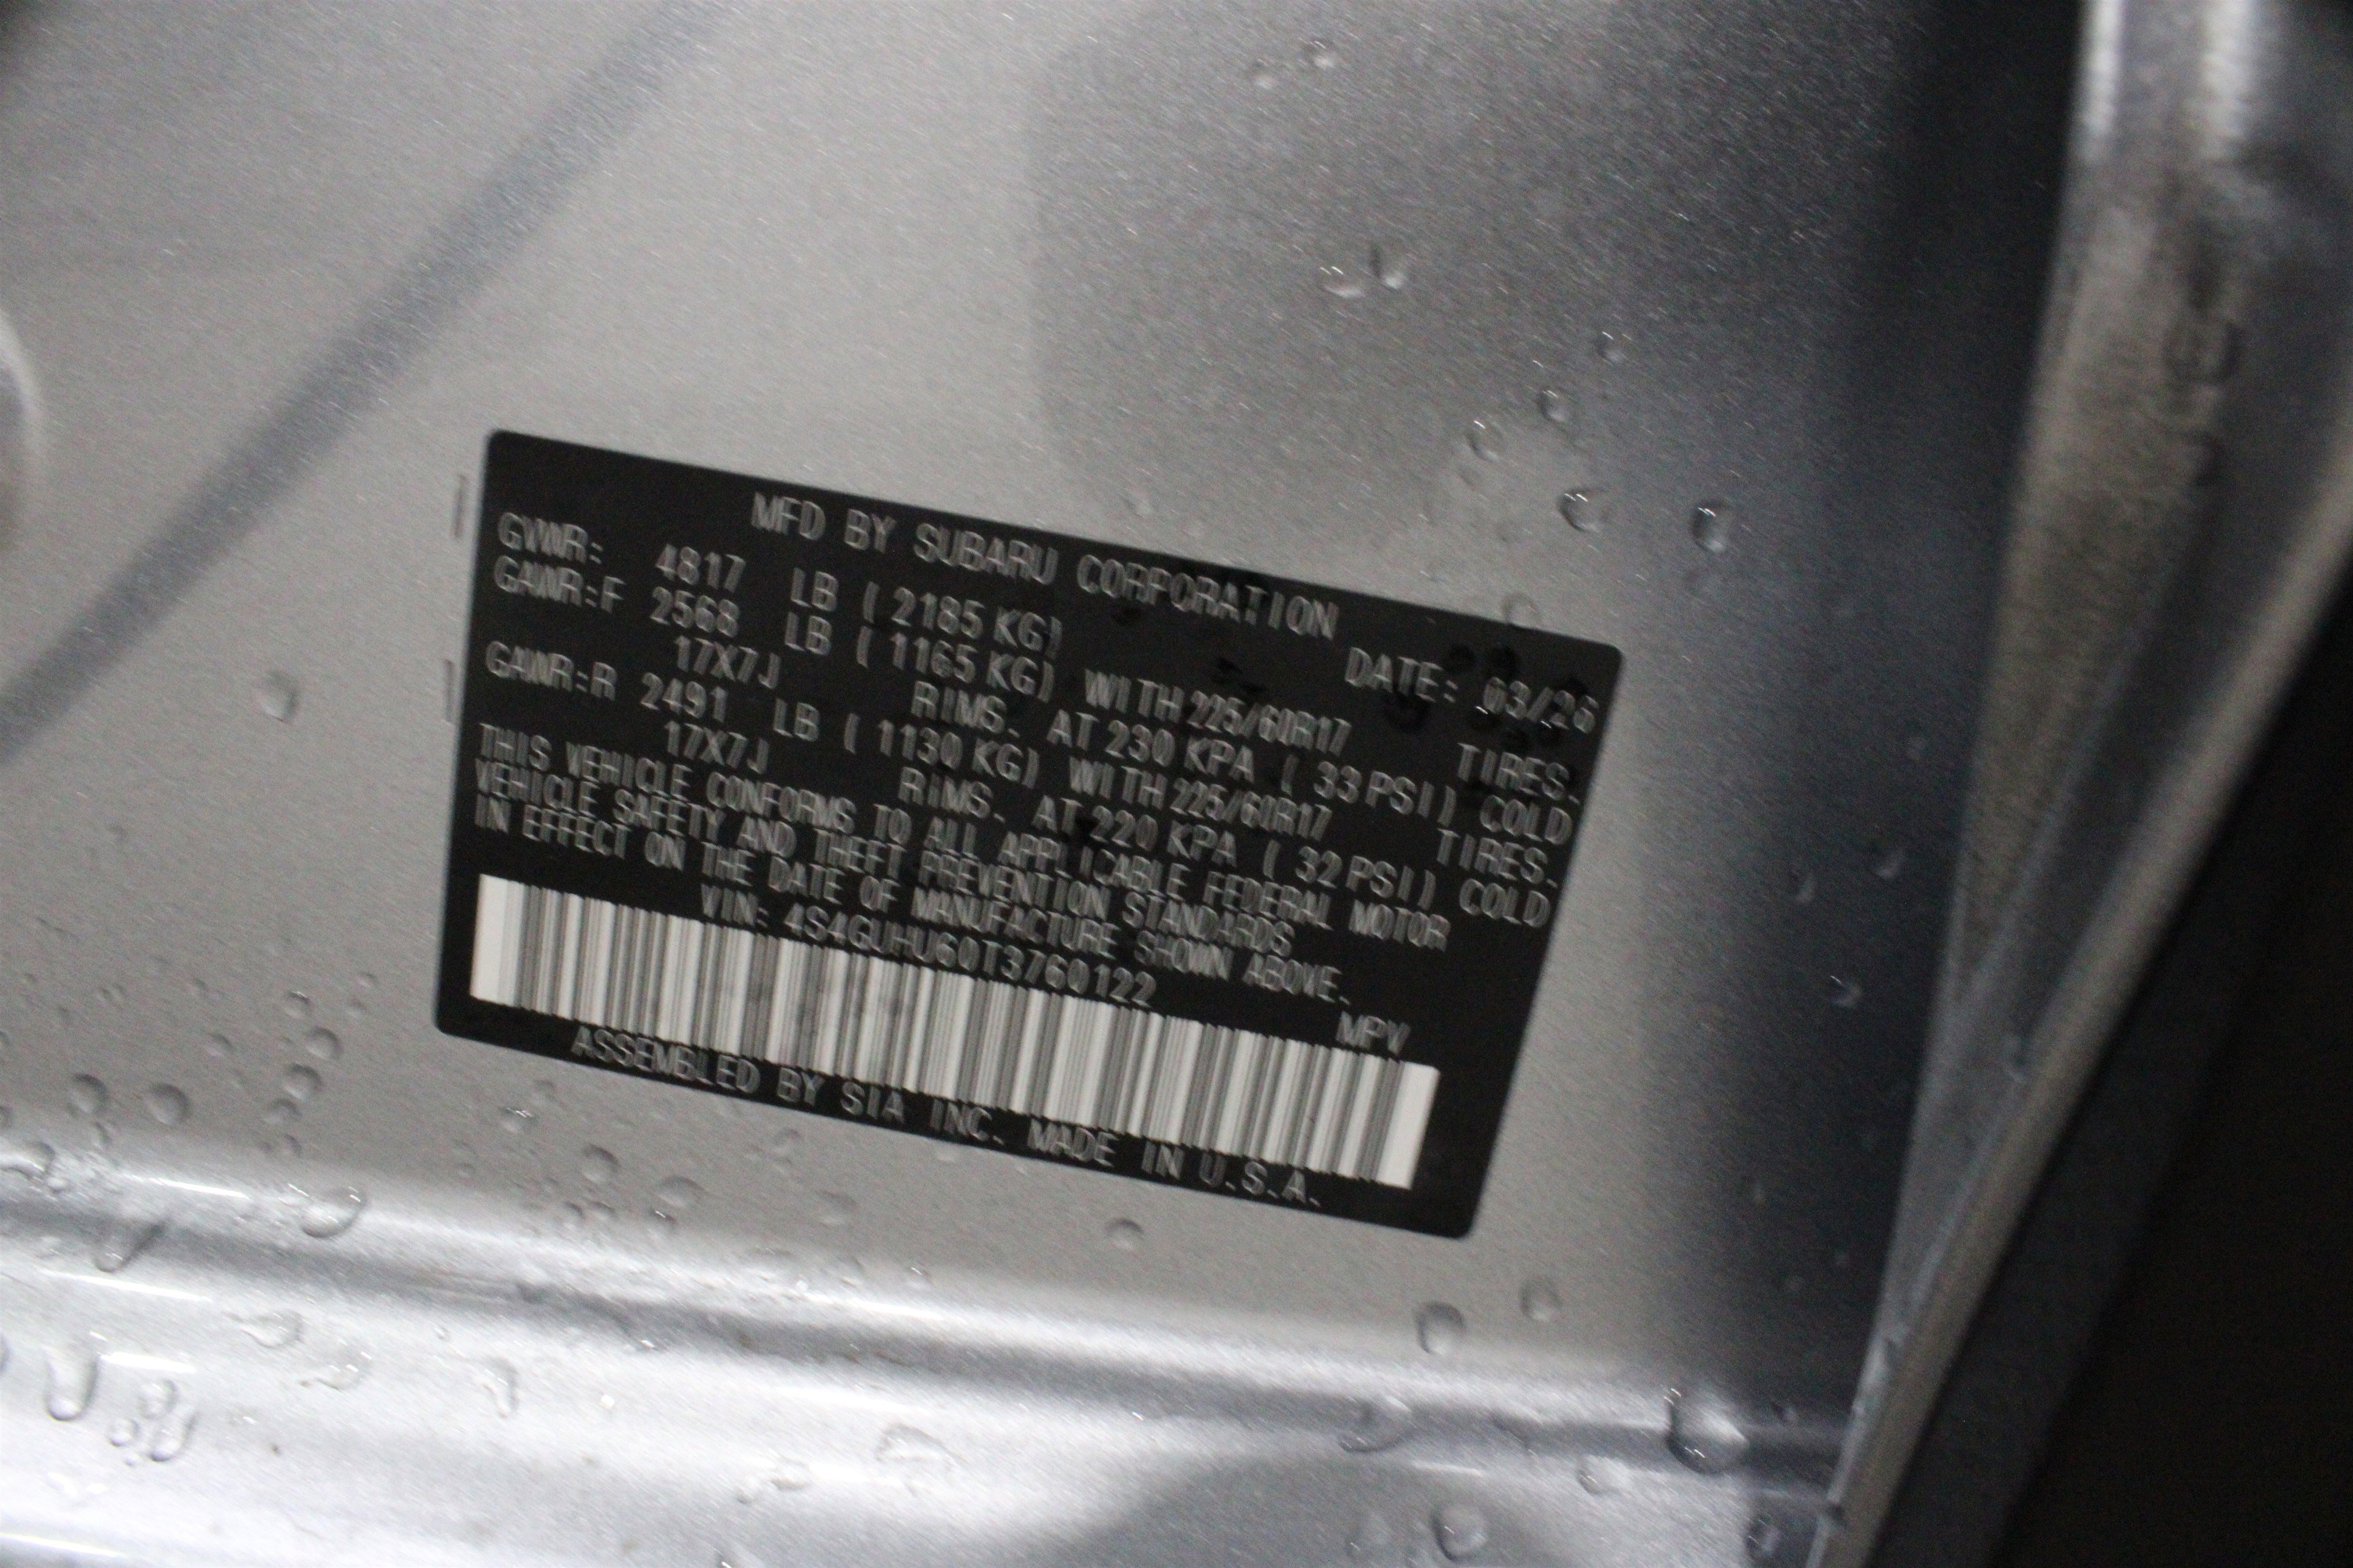 MFD BY SUBARU CORPORATION
DATE: 03/26
GVWR: 4817 LB ( 2185 KG)
GAWR:F 2568 LB ( 1165 KG) WITH 225/60R17 TIRES.
17X7J RIMS. AT 230 KPA ( 33 PSI) COLD
GAWR:R 2491 LB ( 1130 KG) WITH 225/60R17 TIRES.
17X7J RIMS. AT 220 KPA ( 32 PSI) COLD
THIS VEHICLE CONFORMS TO ALL APPLICABLE FEDERAL MOTOR
VEHICLE SAFETY AND THEFT PREVENTION STANDARDS
IN EFFECT ON THE DATE OF MANUFACTURE SHOWN ABOVE.
VIN: 4S4GUHU60T3760122 MPV
ASSEMBLED BY SIA INC. MADE IN U.S.A.